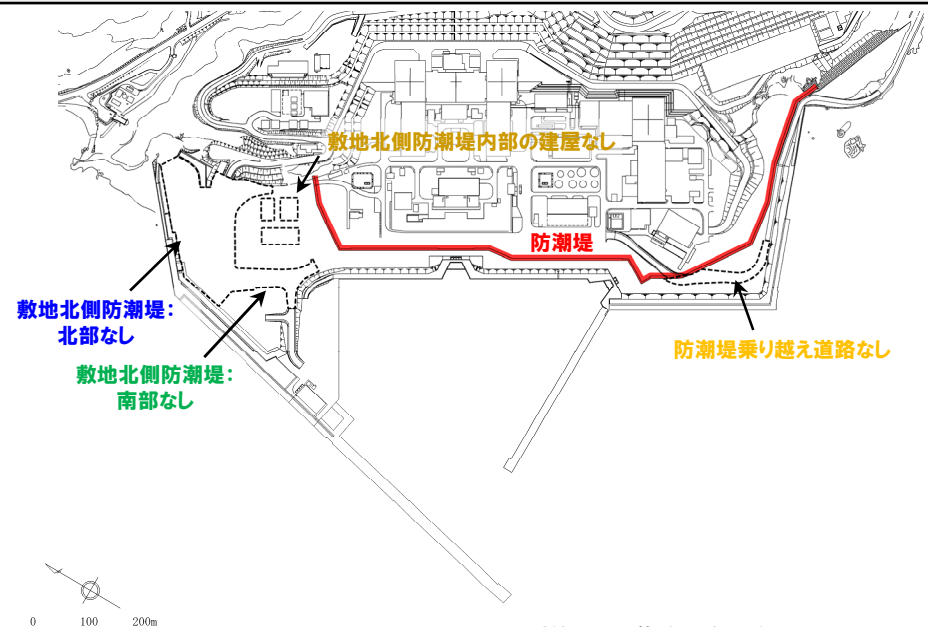 敷地北側防潮堤内部の建屋なし
防潮堤
敷地北側防潮堤：
北部なし
防潮堤乗り越え道路なし
敷地北側防潮堤：
南部なし
0 100 200m